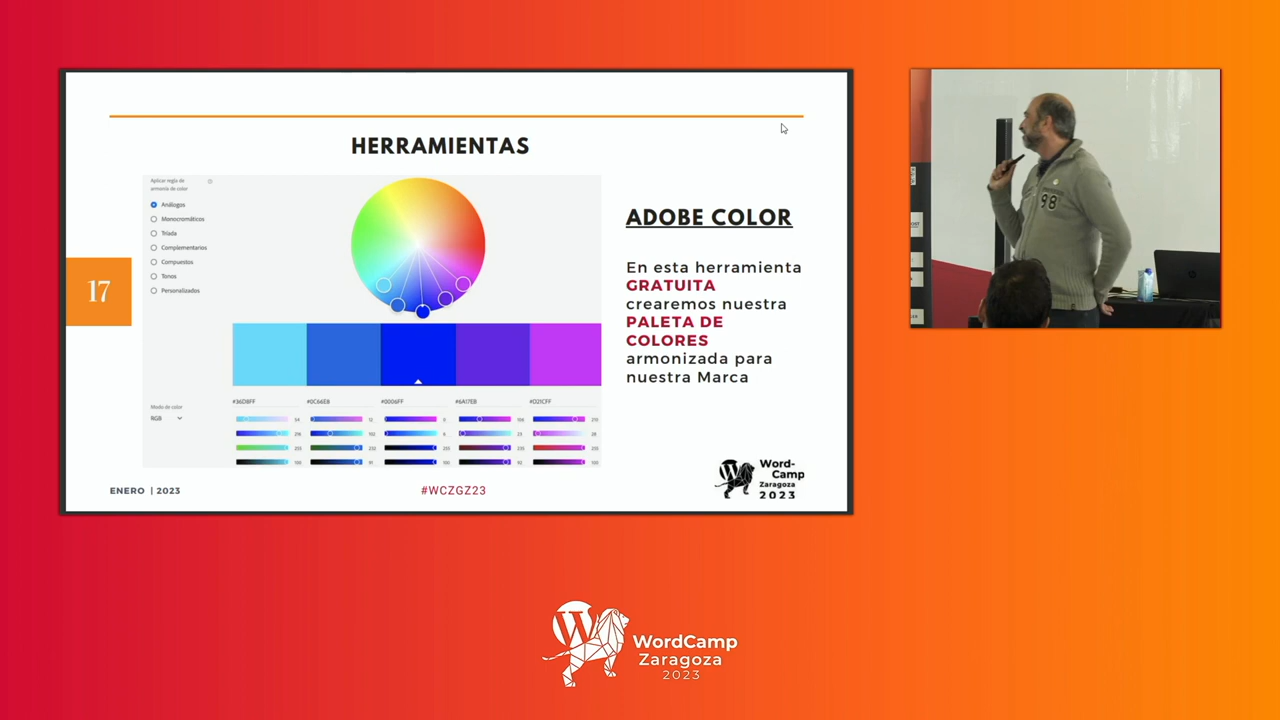 HERRAMIENTAS
Aplicar regla de
armonía de color
Análogos
Monocromáticos
Tríada
Complementarios
Compuestos
Tonos
Personalizados
17
ADOBE COLOR
En esta herramienta
GRATUITA
crearemos nuestra
PALETA DE
COLORES
armonizada para
nuestra Marca
#36D8FF
#0C66E8
#0006FF
#6A17EB
#D21CFF
Modo de color
RGB
ENERO | 2023
#WCZGZ23
Word-
Camp
Zaragoza
2023
98
WordCamp
Zaragoza
2023